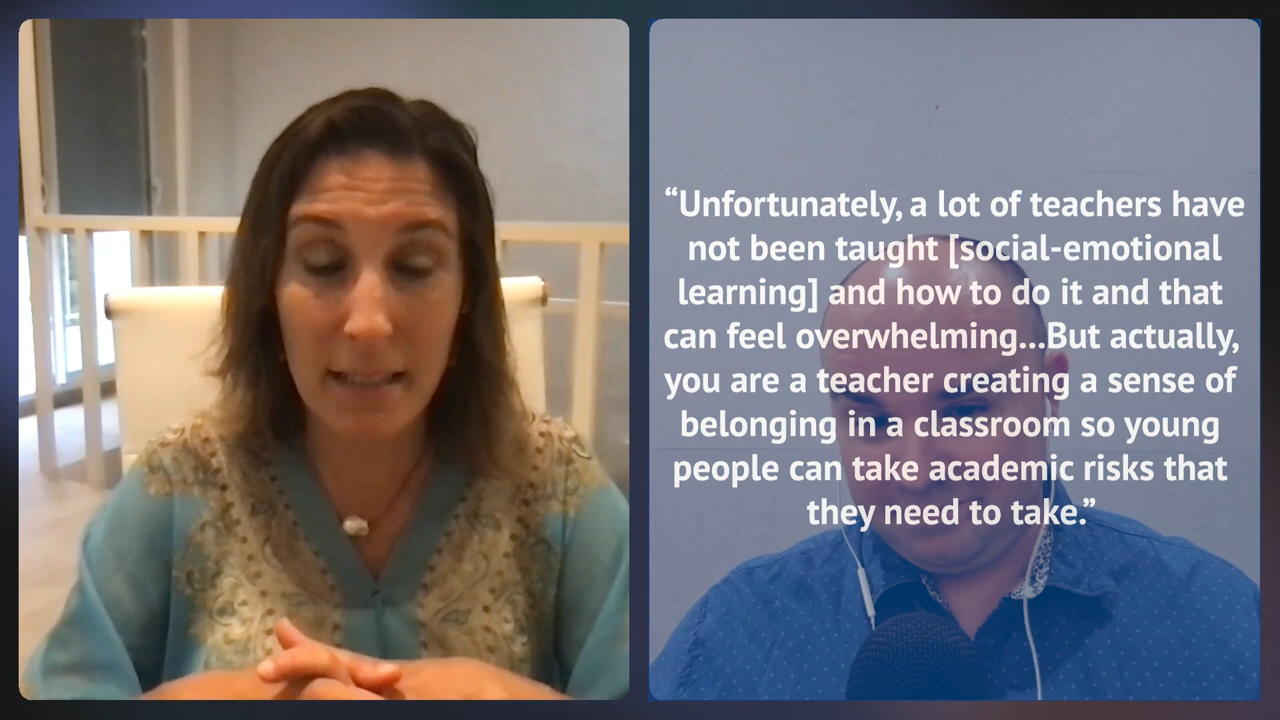 “Unfortunately, a lot of teachers have
not been taught [social-emotional
learning] and how to do it and that
can feel overwhelming...But actually,
you are a teacher creating a sense of
belonging in a classroom so young
people can take academic risks that
they need to take.”